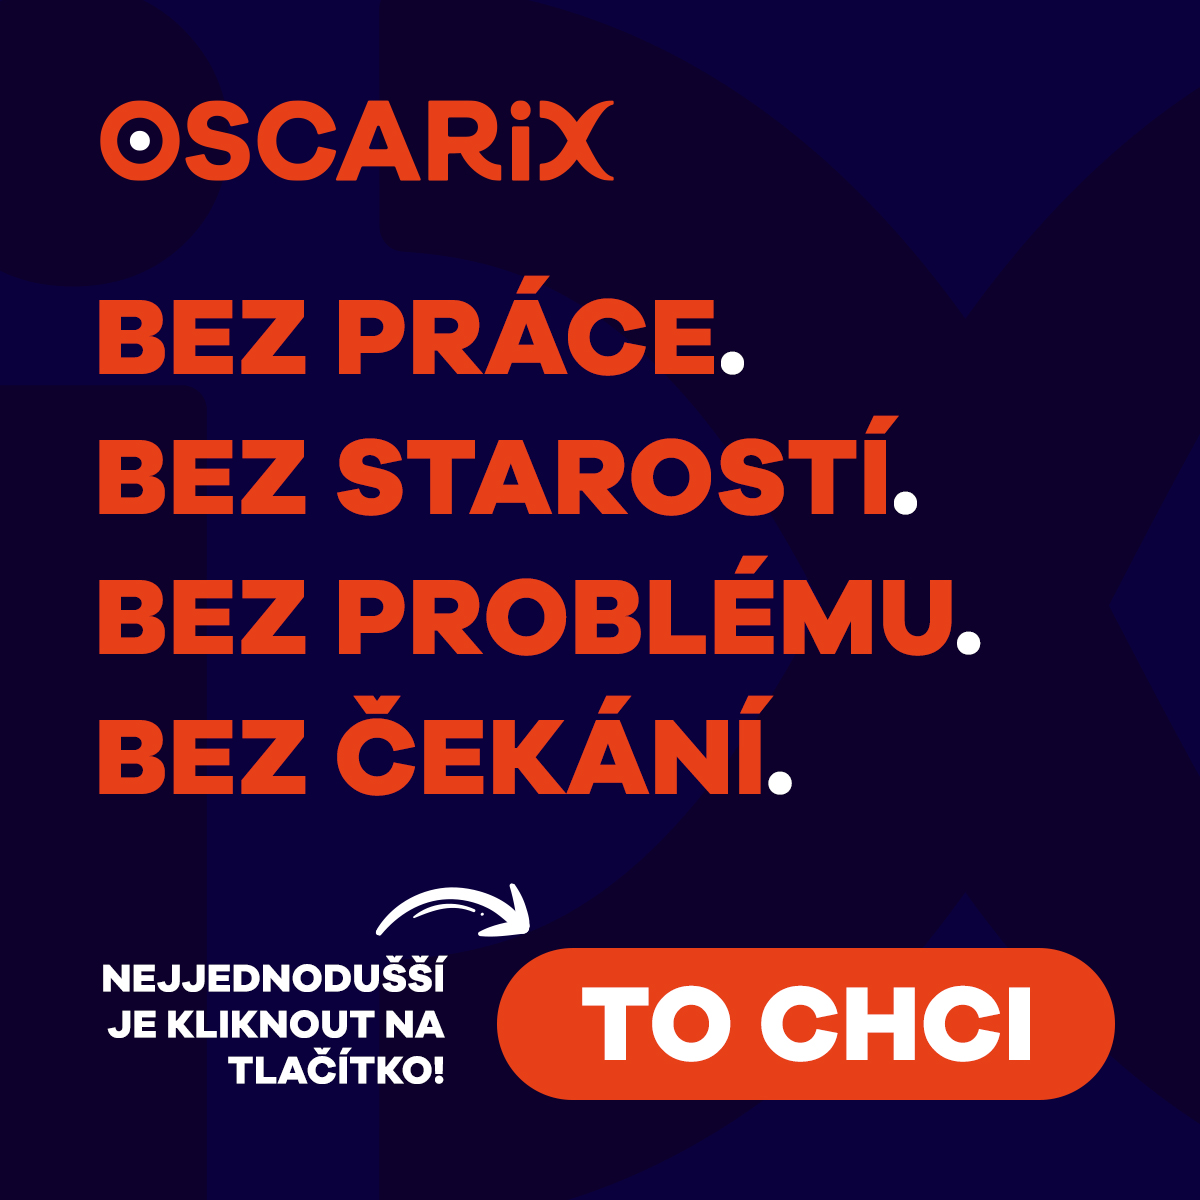 OSCARiX
BEZ PRÁCE.
BEZ STAROSTÍ.
BEZ PROBLÉMU.
BEZ ČEKÁNÍ.
NEJJEDNODUŠŠÍ
JE KLIKNOUT NA
TLAČÍTKO!
TO CHCI